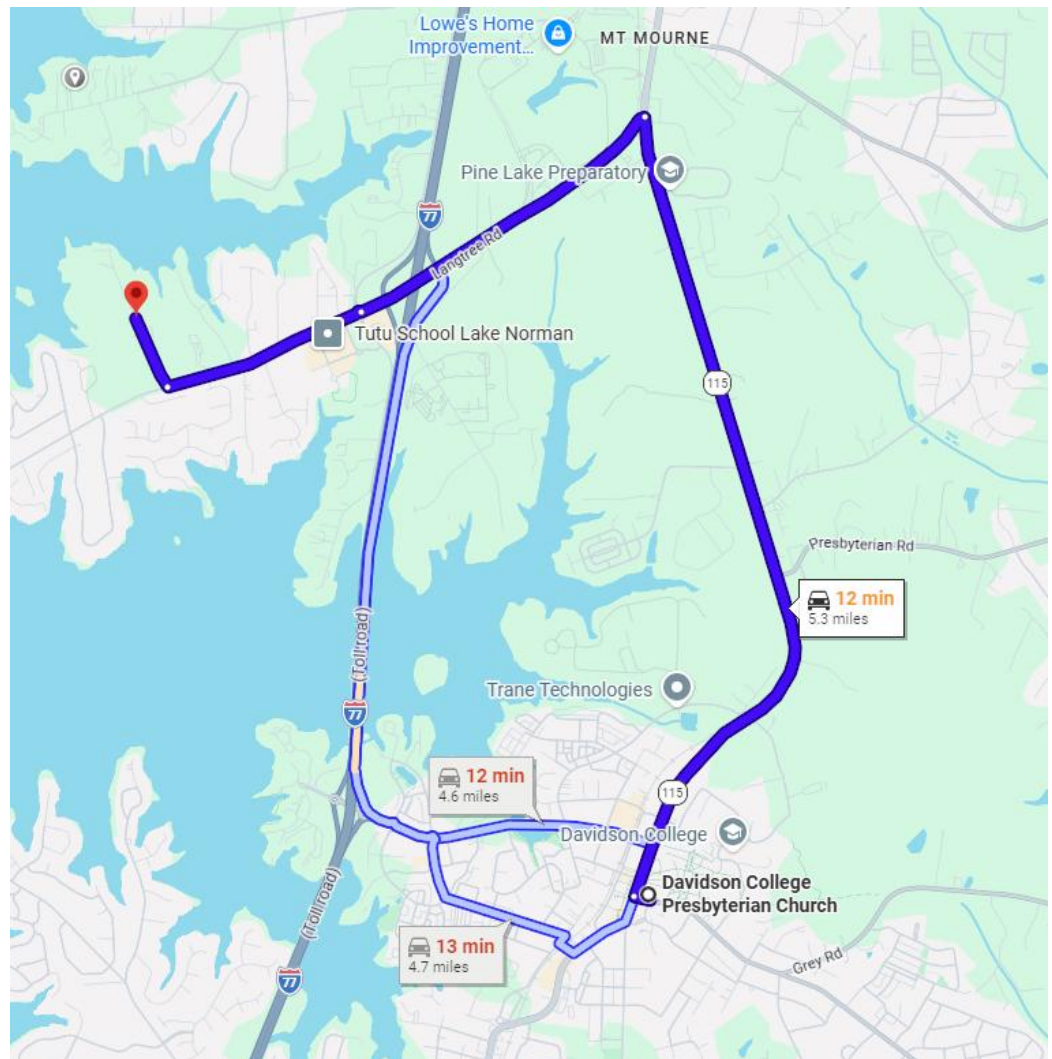 Lowe's Home
Improvement...
MT MOURNE
Pine Lake Preparatory
77
Langtree Rd
Tutu School Lake Norman
115
Presbyterian Rd
12 min
5.3 miles
(Toll road)
Trane Technologies
77
12 min
4.6 miles
115
Davidson College
Davidson College
Presbyterian Church
(Toll road)
13 min
4.7 miles
Grey Rd
77